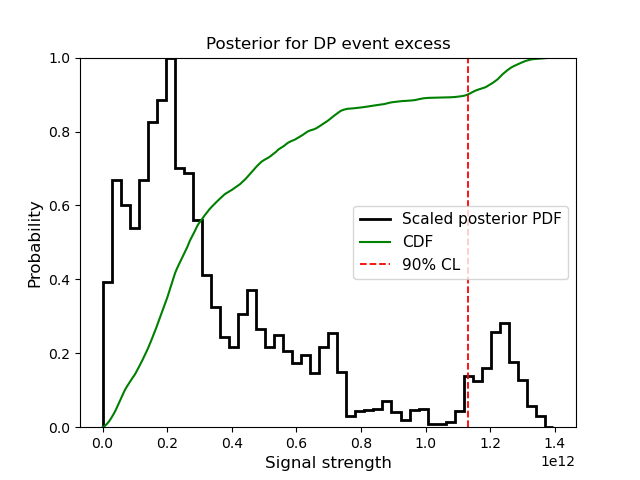 Posterior for DP event excess
1.0
0.8
0.6
0.4
0.2
0.0
Probability
Scaled posterior PDF
CDF
90% CL
0.0 0.2 0.4 0.6 0.8 1.0 1.2 1.4
1e12
Signal strength